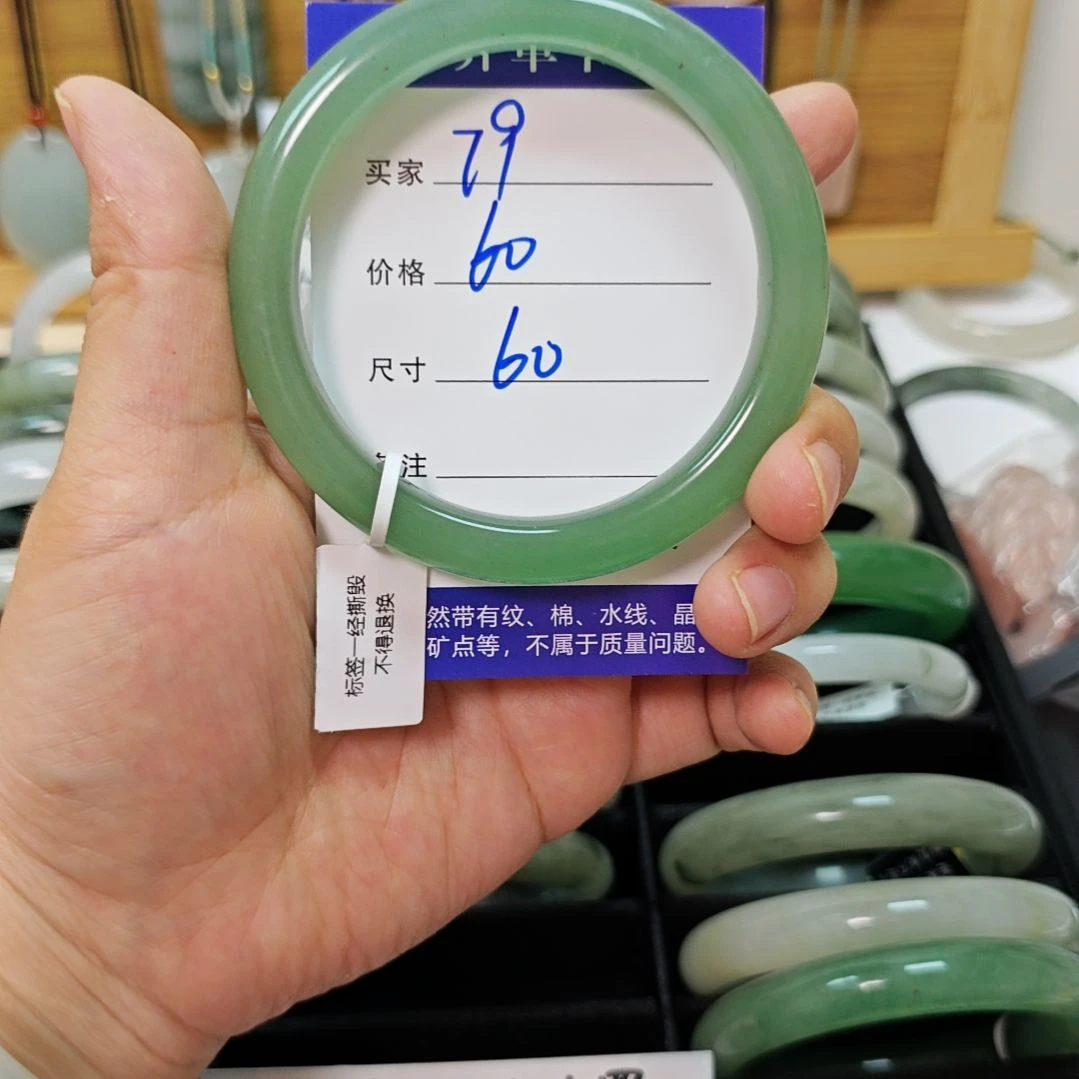 买家 79
价格 60
尺寸 60
注
然带有纹、棉、水线、晶
矿点等，不属于质量问题。
标签一经撕毁
不得退换